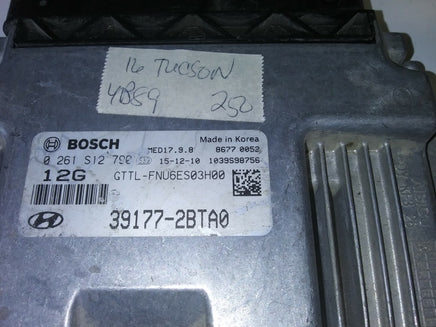 16 TUCSON
4B59 250
BOSCH
Made in Korea
MED17.9.8 8677 0052
0 261 S12 790 15-12-10 1039S98756
12G GTTL-FNU6ES03H00
39177-2BTA0